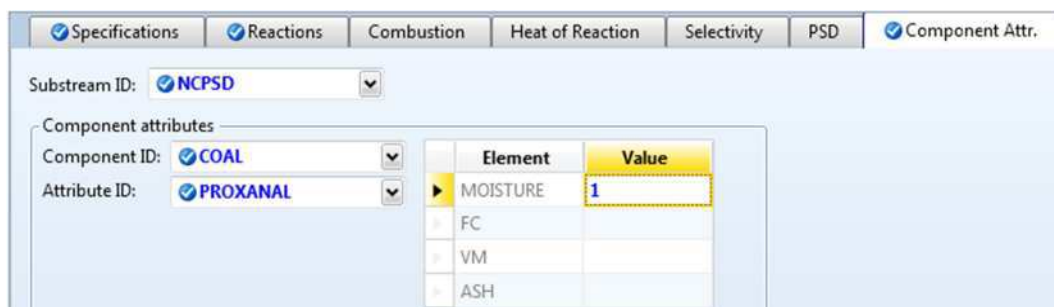 Specifications Reactions Combustion Heat of Reaction Selectivity PSD Component Attr.
Substream ID: NCPSD
Component attributes
Component ID: COAL
Attribute ID: PROXANAL
Element Value
MOISTURE 1
FC
VM
ASH